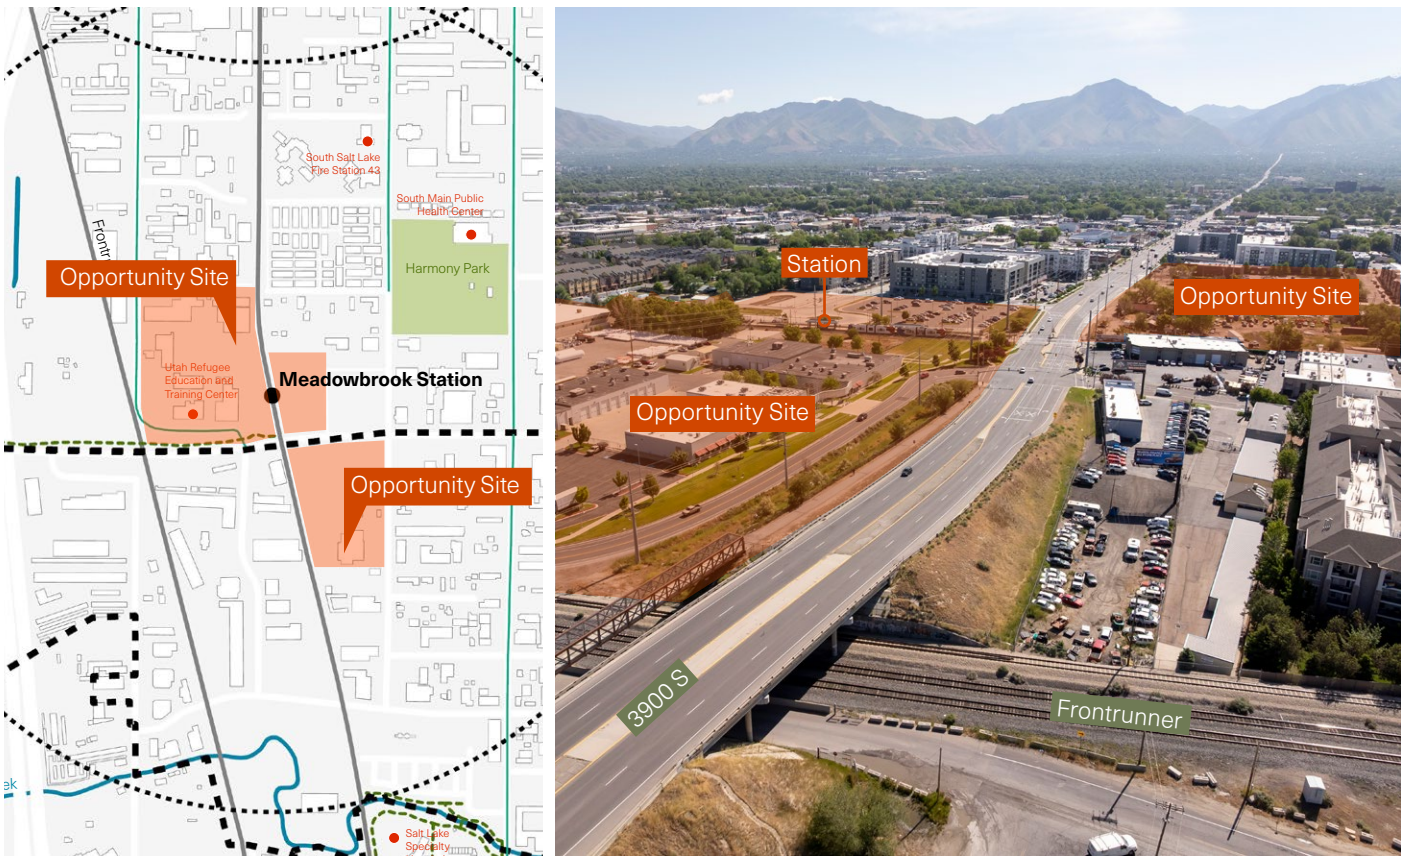 South Salt Lake
Fire Station 43
South Main Public
Health Center
Harmony Park
Opportunity Site
Utah Refugee
Education and
Training Center
Meadowbrook Station
Opportunity Site
ek
Salt Lake
Specialty
Station
Opportunity Site
Opportunity Site
3900 S
Frontrunner